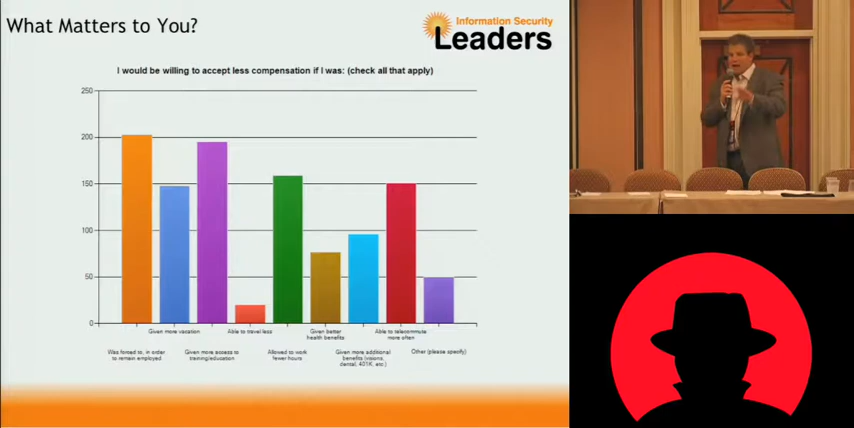 What Matters to You?
Information Security
Leaders
I would be willing to accept less compensation if I was: (check all that apply)
250
200
150
100
50
0
Given more vacation
Able to travel less
Given better
health benefits
Able to telecommute
more often
Was forced to, in order
to remain employed.
Given more access to
training/education
Allowed to work
fewer hours
Given more additional
benefits (visions,
dental, 401K, etc.)
Other (please specify)